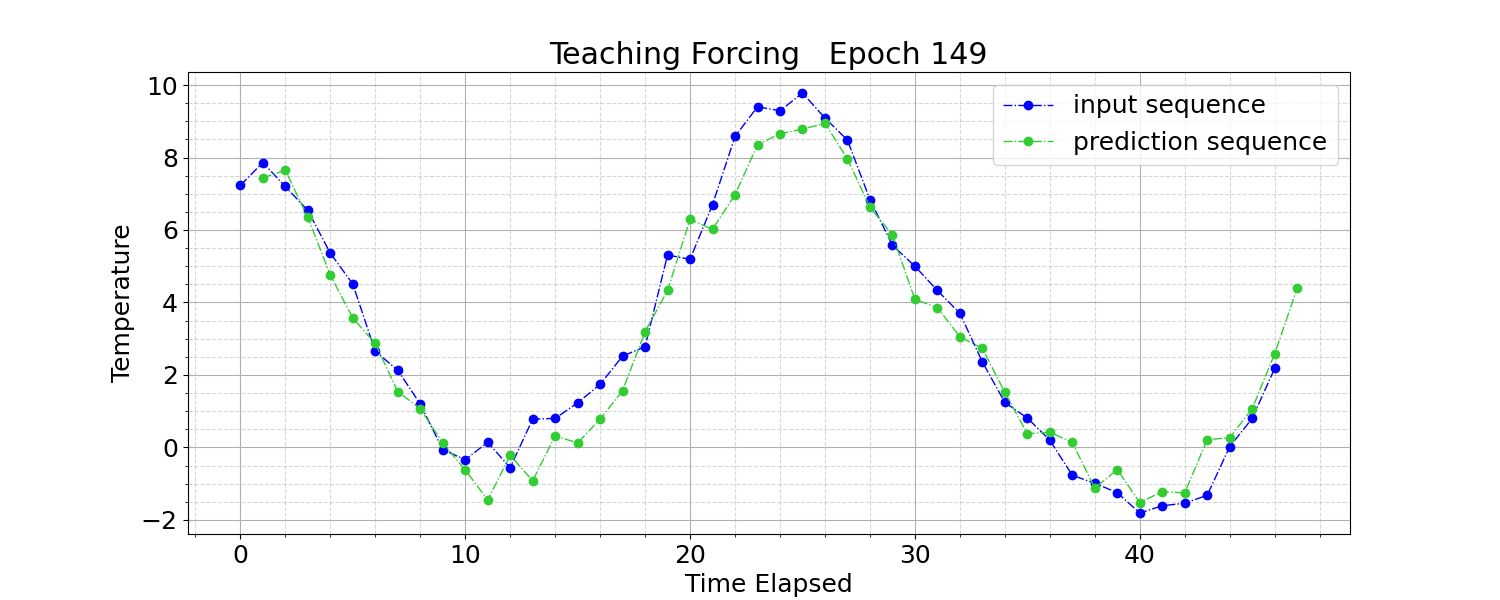 Teaching Forcing   Epoch 149
10
8
6
4
2
0
−2
Temperature
input sequence
prediction sequence
0 10 20 30 40
Time Elapsed